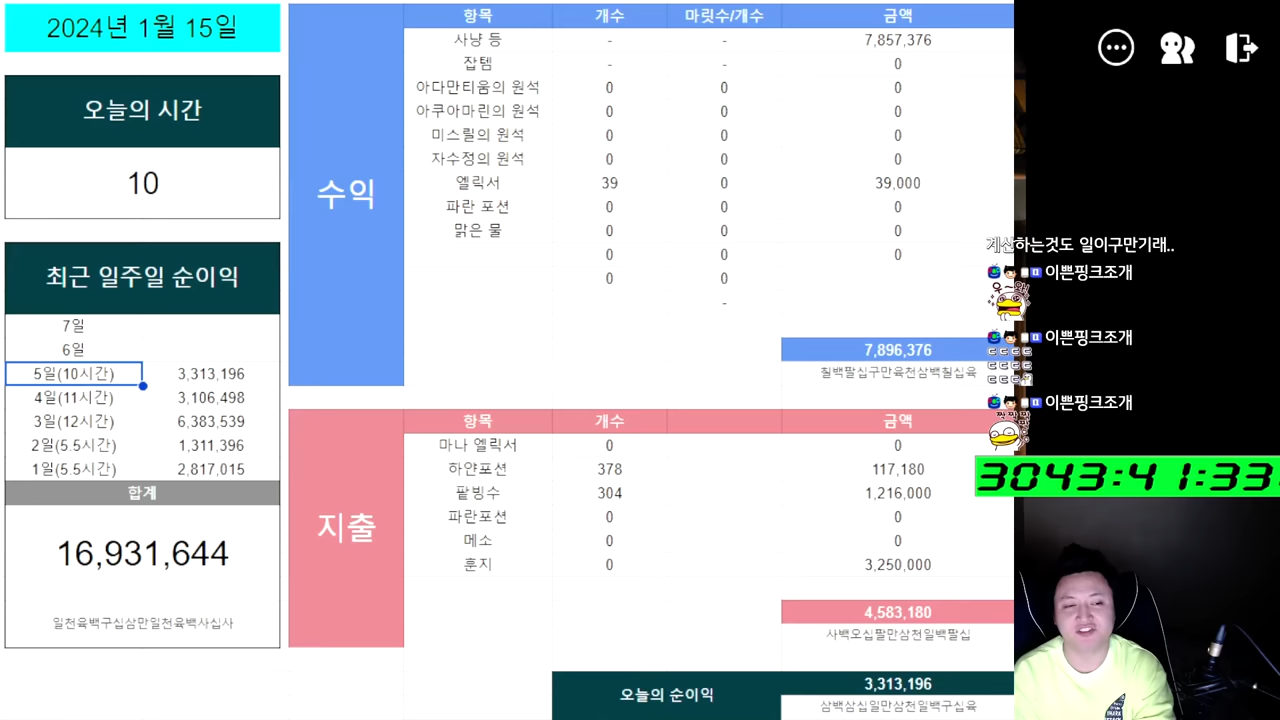 2024년 1월 15일
오늘의 시간
10
최근 일주일 순이익
7일
6일
5일(10시간) 3,313,196
4일(11시간) 3,106,498
3일(12시간) 6,383,539
2일(5.5시간) 1,311,396
1일(5.5시간) 2,817,015
합계
16,931,644
일천육백구십삼만일천육백사십사
수익
항목 개수 마릿수/개수 금액
사냥 등 - - 7,857,376
잡템 - - 0
아다만티움의 원석 0 0 0
아쿠아마린의 원석 0 0 0
미스릴의 원석 0 0 0
자수정의 원석 0 0 0
엘릭서 39 0 39,000
파란 포션 0 0 0
맑은 물 0 0 0
0 0 0
0 0
-
7,896,376
칠백팔십구만육천삼백칠십육
지출
항목 개수 금액
마나 엘릭서 0 0
하얀포션 378 117,180
팥빙수 304 1,216,000
파란포션 0 0
메소 0 0
훈지 0 3,250,000
4,583,180
사백오십팔만삼천일백팔십
오늘의 순이익 3,313,196
삼백삼십일만삼천일백구십육
계산하는것도 일이구만기래..
이쁜핑크조개
우~와!
이쁜핑크조개
ㄷㄷㄷㄷ
ㄷㄷㄷㄷ
ㄷㄷㄷ
이쁜핑크조개
짝짝짝
3043:41:33